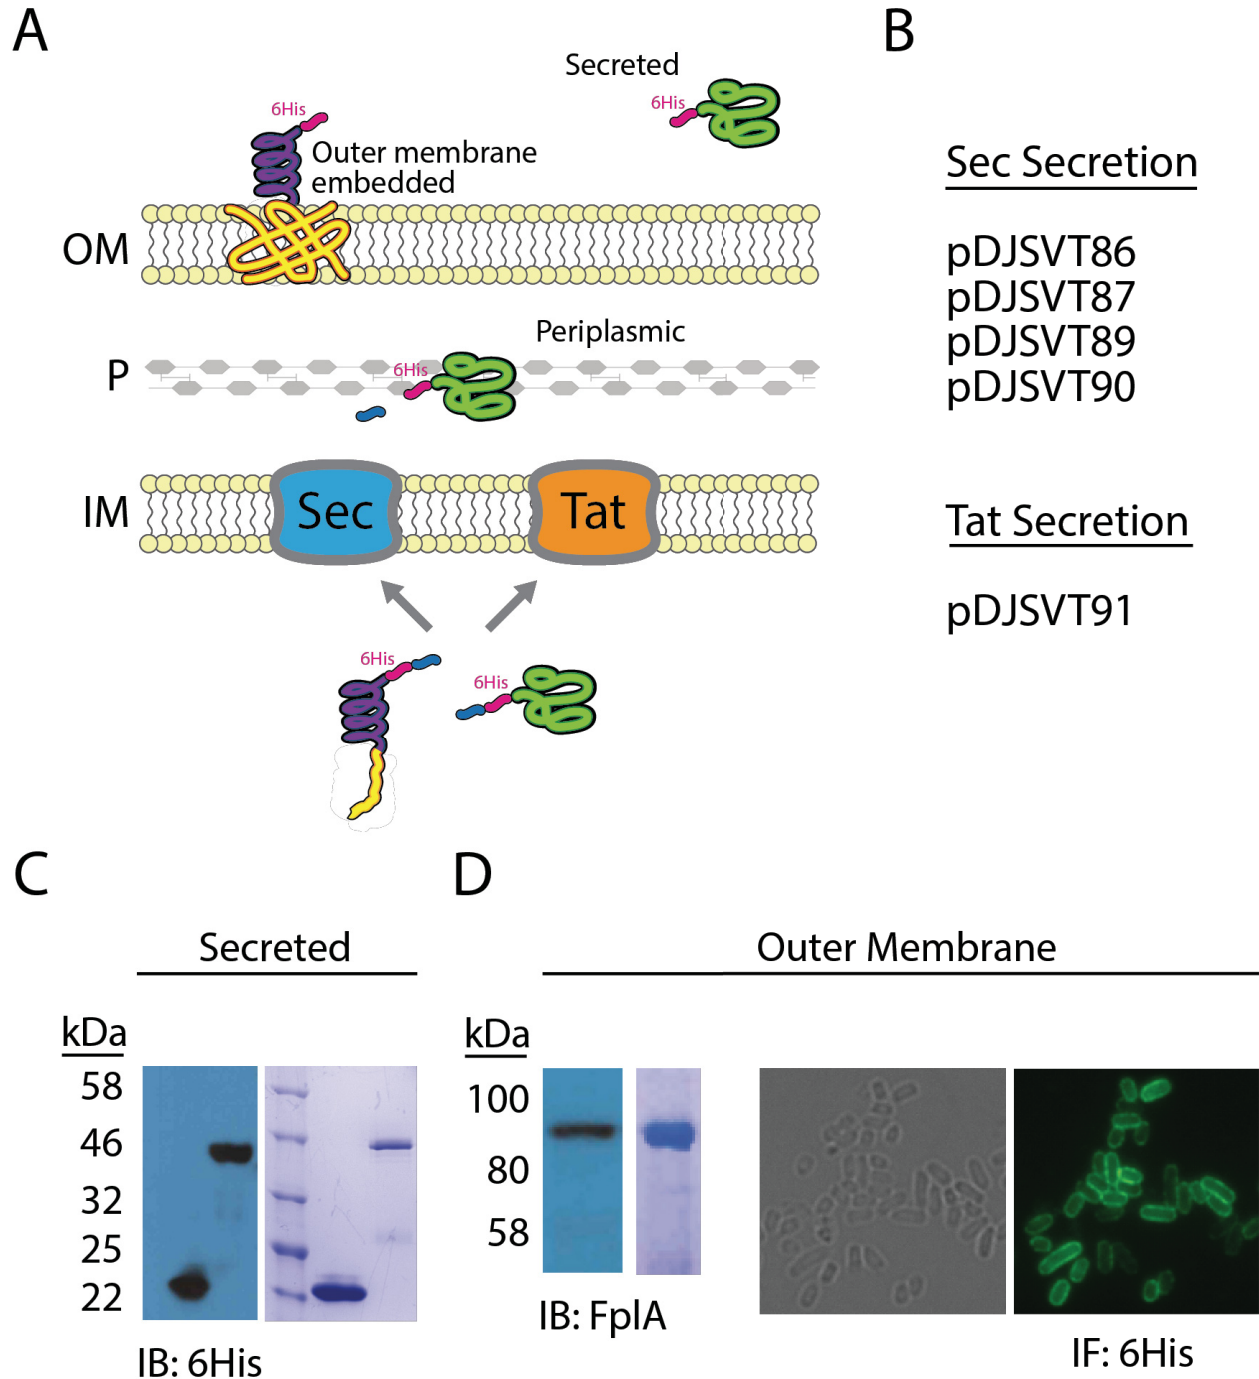 A
Secreted
6His
6His
Outer membrane
embedded
OM
Periplasmic
P
6His
IM
Sec
Tat
6His
6His
B
Sec Secretion
pDJSVT86
pDJSVT87
pDJSVT89
pDJSVT90
Tat Secretion
pDJSVT91
C
Secreted
kDa
58
46
32
25
22
IB: 6His
D
Outer Membrane
kDa
100
80
58
IB: FplA
IF: 6His